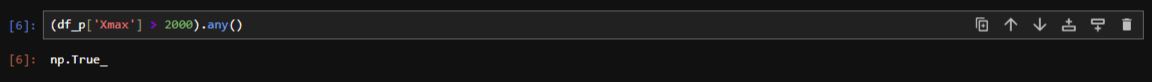 [6]: (df_p['Xmax'] > 2000).any()
[6]: np.True_